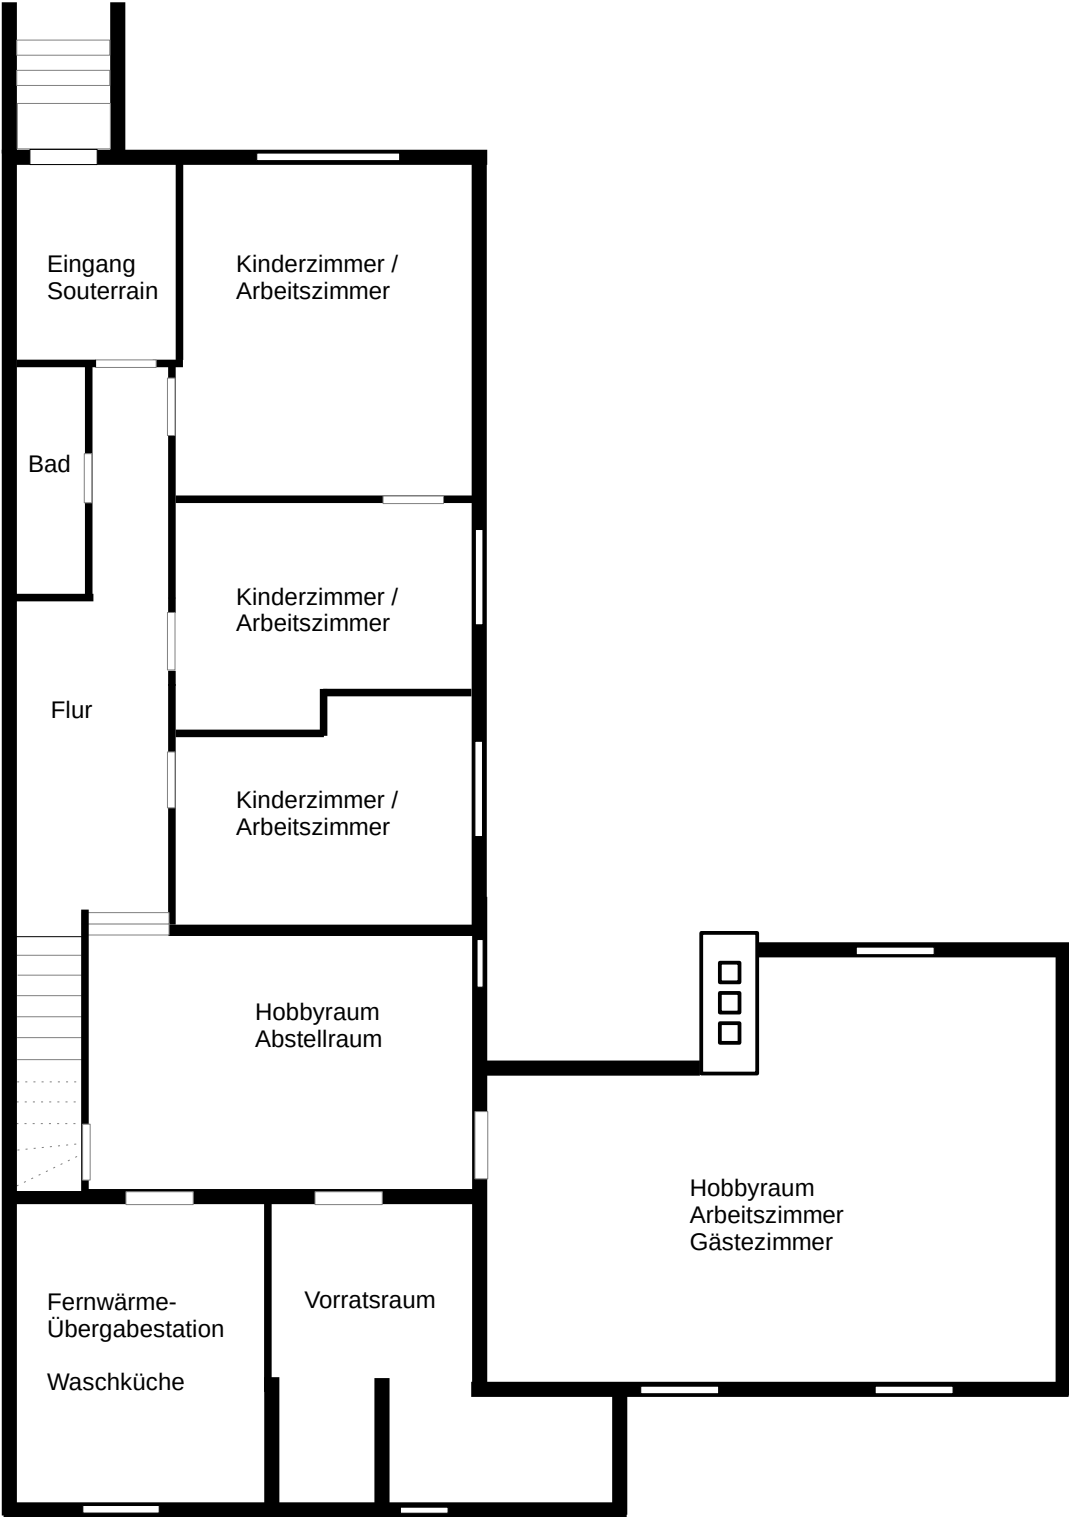 Eingang
Souterrain
Kinderzimmer /
Arbeitszimmer
Bad
Kinderzimmer /
Arbeitszimmer
Flur
Kinderzimmer /
Arbeitszimmer
Hobbyraum
Abstellraum
Hobbyraum
Arbeitszimmer
Gästezimmer
Fernwärme-
Übergabestation
Waschküche
Vorratsraum